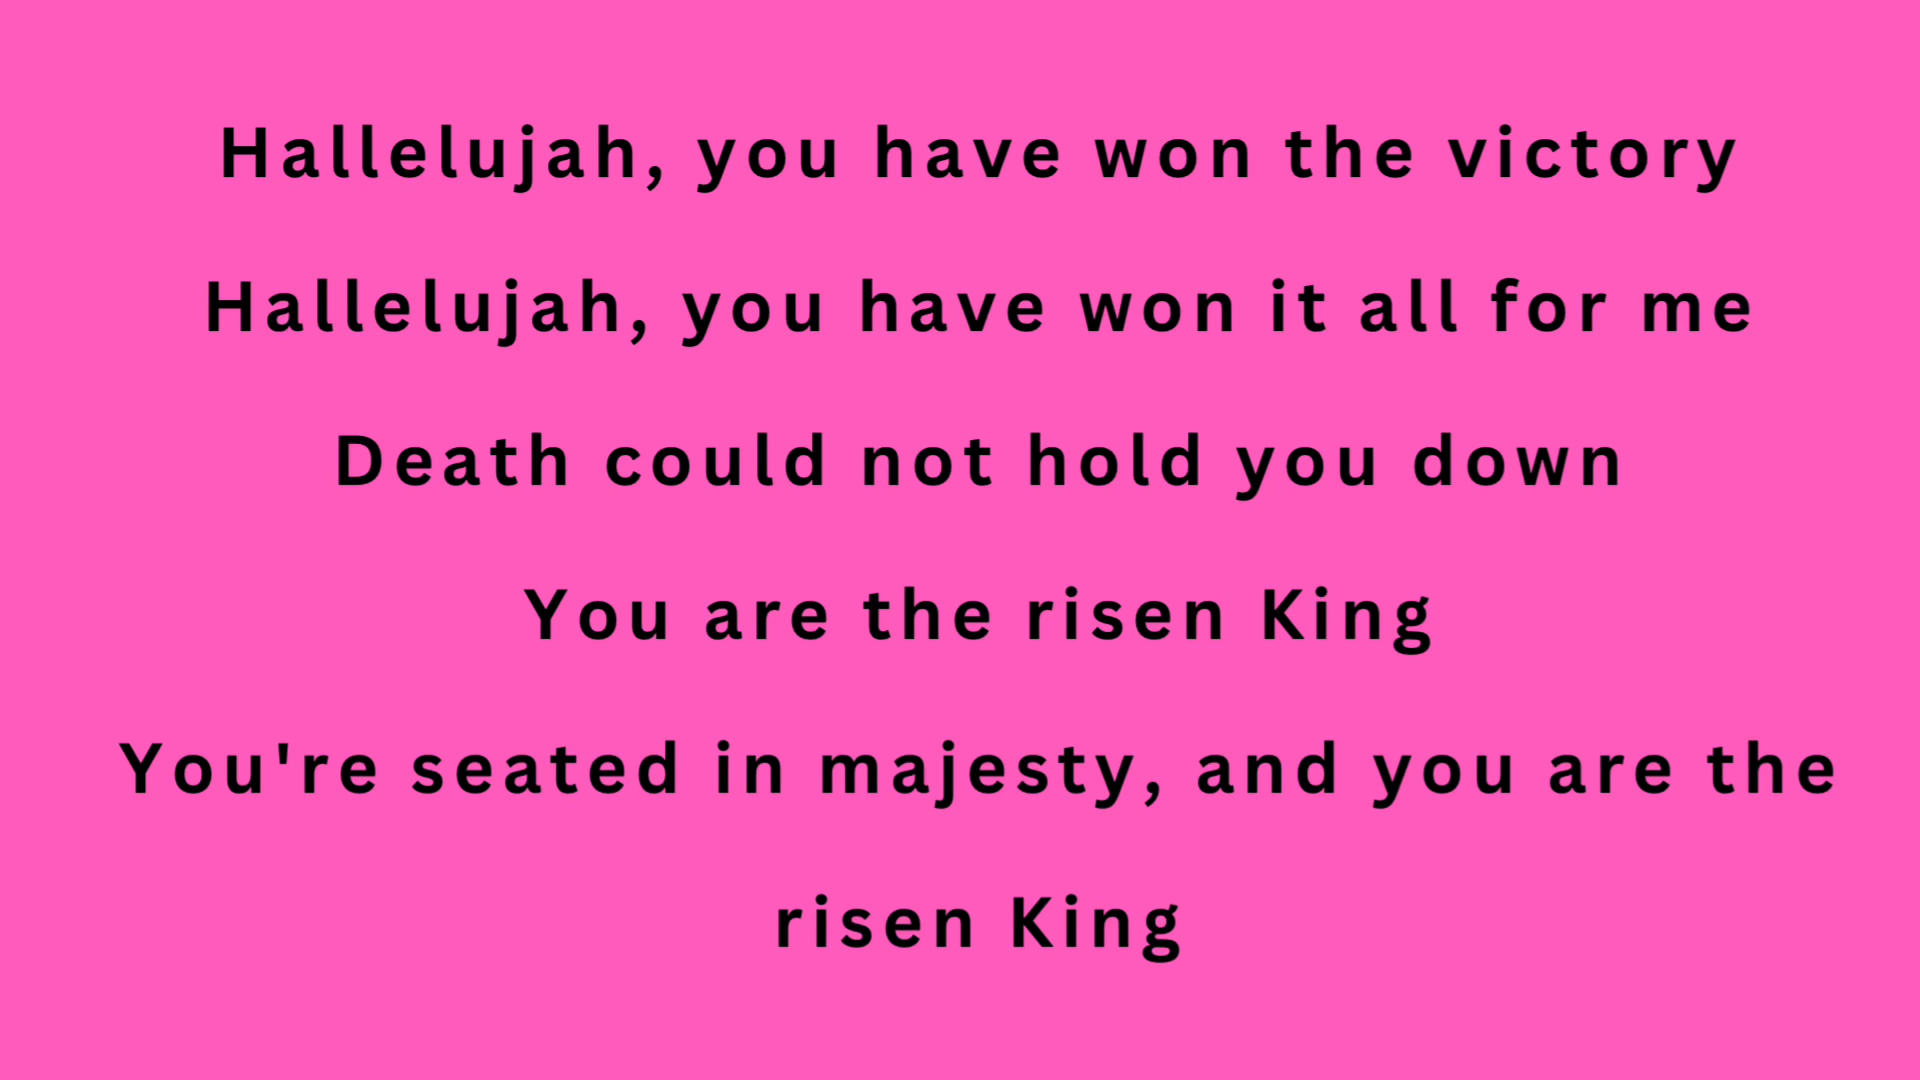 Hallelujah, you have won the victory
Hallelujah, you have won it all for me
Death could not hold you down
You are the risen King
You're seated in majesty, and you are the
risen King